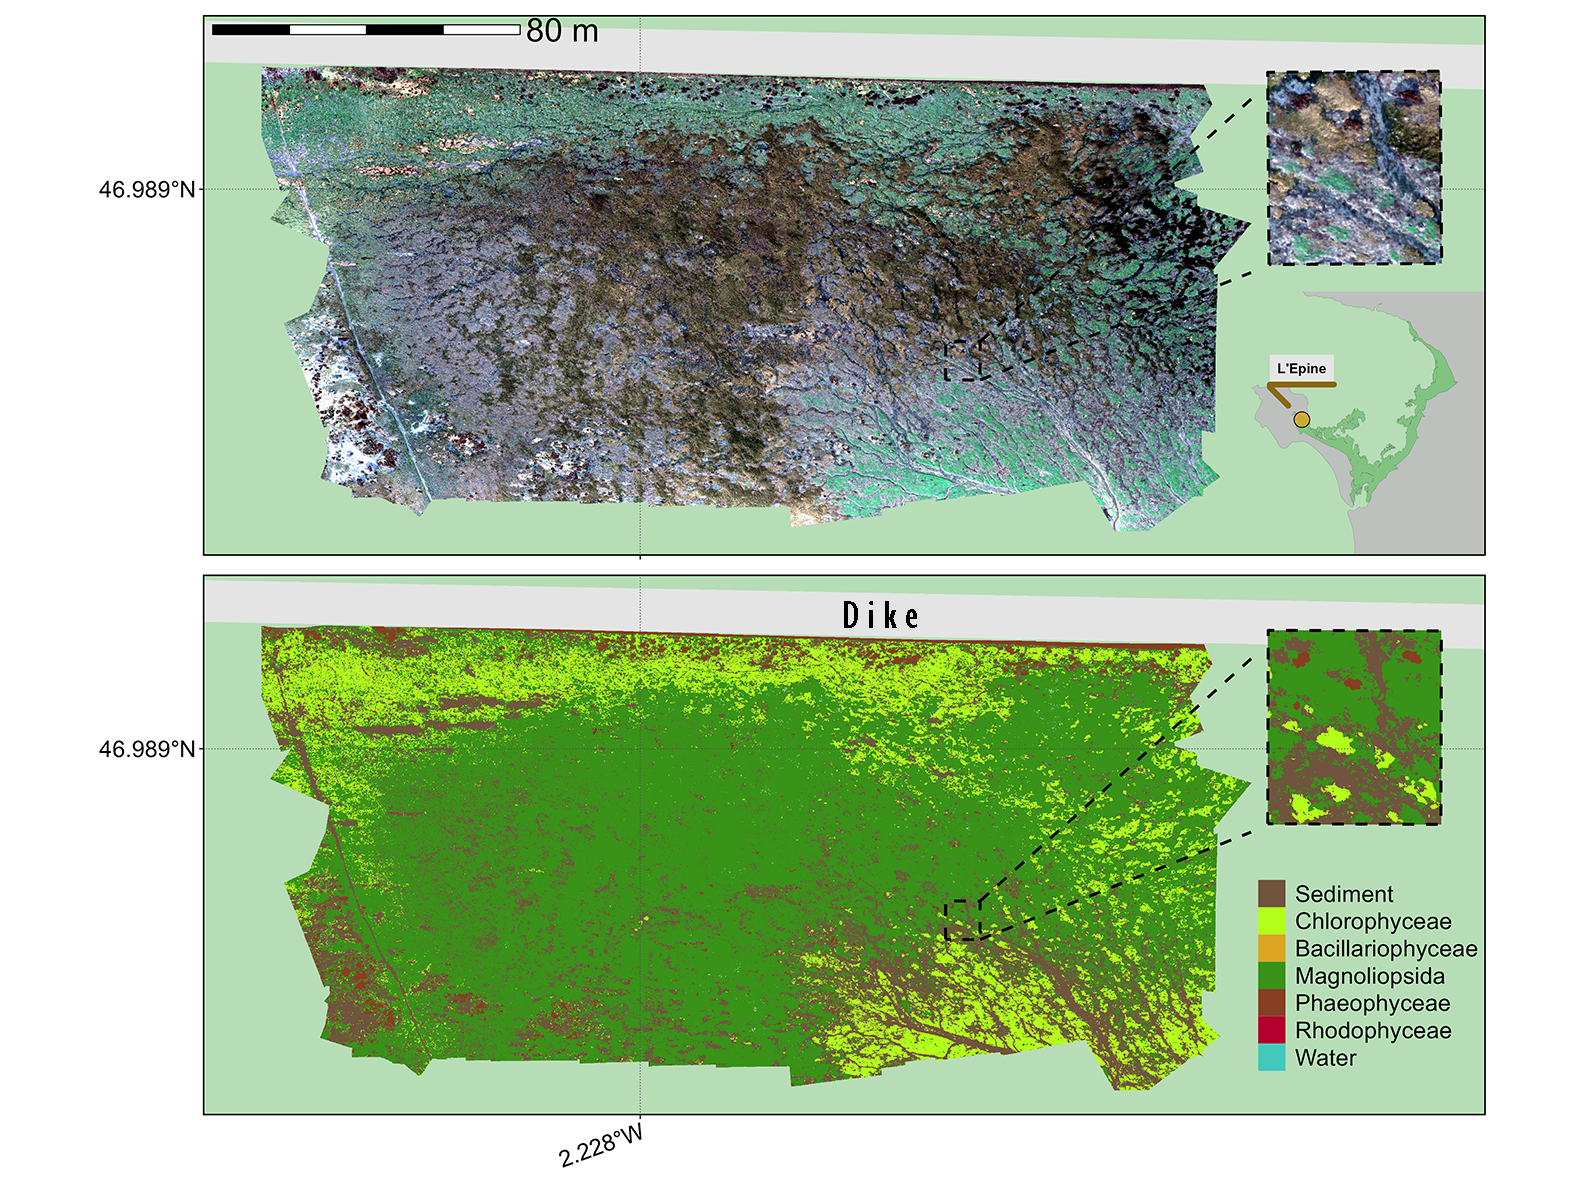 80 m
46.989°N
L'Epine
Dike
46.989°N
Sediment
Chlorophyceae
Bacillariophyceae
Magnoliopsida
Phaeophyceae
Rhodophyceae
Water
2.228°W